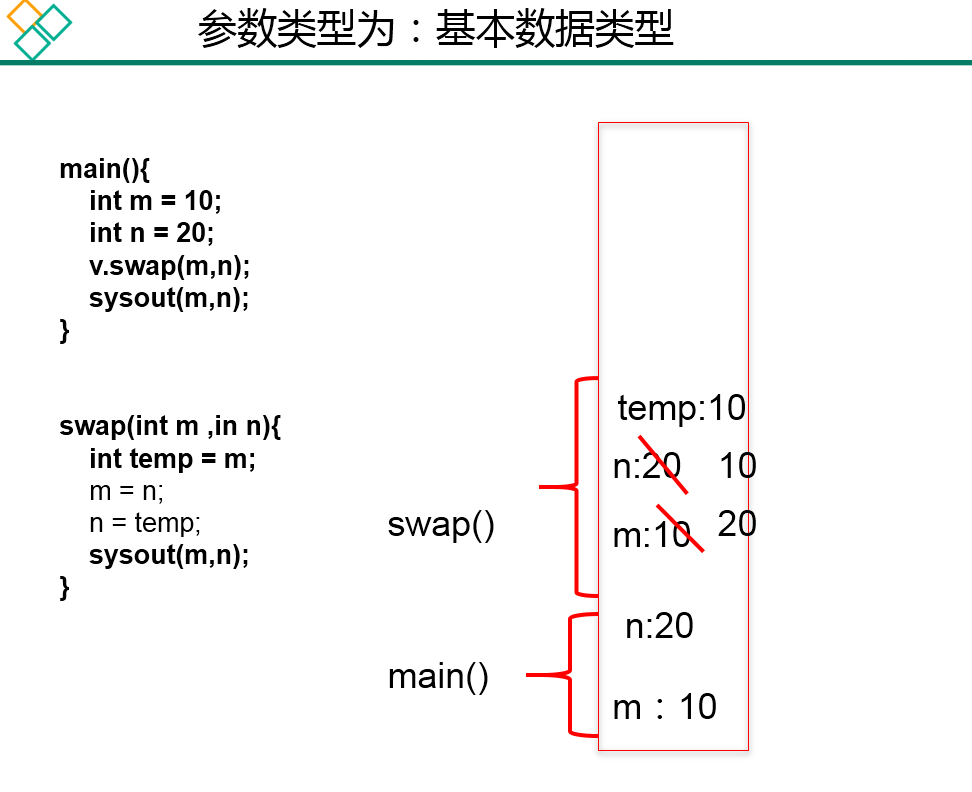 参数类型为：基本数据类型
main(){
int m = 10;
int n = 20;
v.swap(m,n);
sysout(m,n);
}
swap(int m ,in n){
int temp = m;
m = n;
n = temp;
sysout(m,n);
}
swap()
main()
temp:10
n:20 10
m:10 20
n:20
m：10